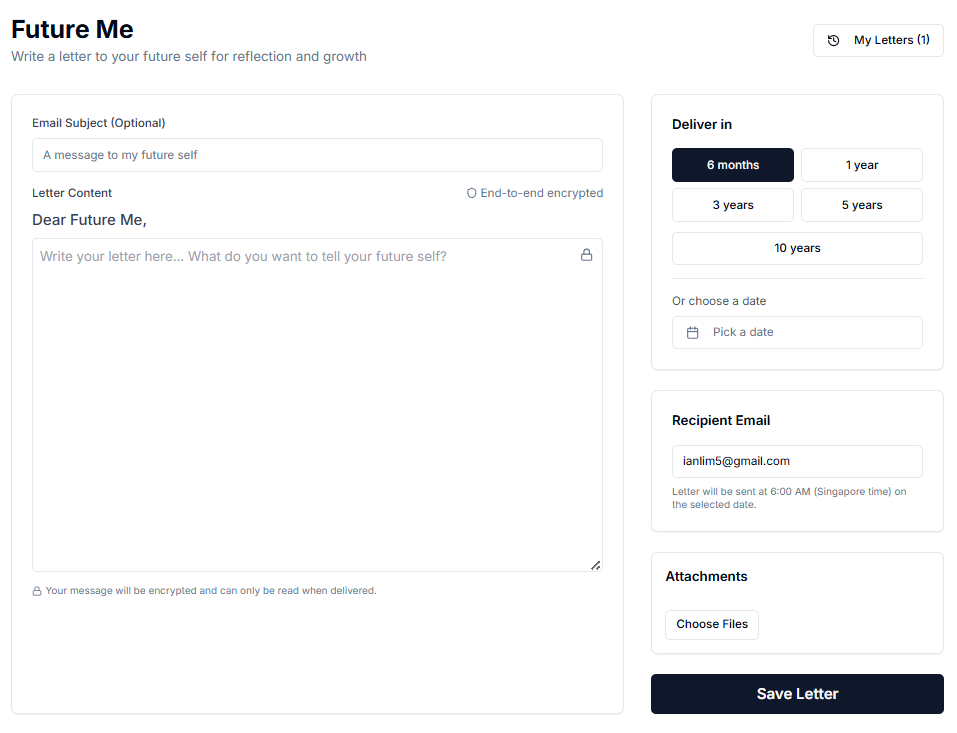 Future Me
Write a letter to your future self for reflection and growth
My Letters (1)
Email Subject (Optional)
A message to my future self
Letter Content
End-to-end encrypted
Dear Future Me,
Write your letter here... What do you want to tell your future self?
Your message will be encrypted and can only be read when delivered.
Deliver in
6 months
1 year
3 years
5 years
10 years
Or choose a date
Pick a date
Recipient Email
ianlim5@gmail.com
Letter will be sent at 6:00 AM (Singapore time) on
the selected date.
Attachments
Choose Files
Save Letter